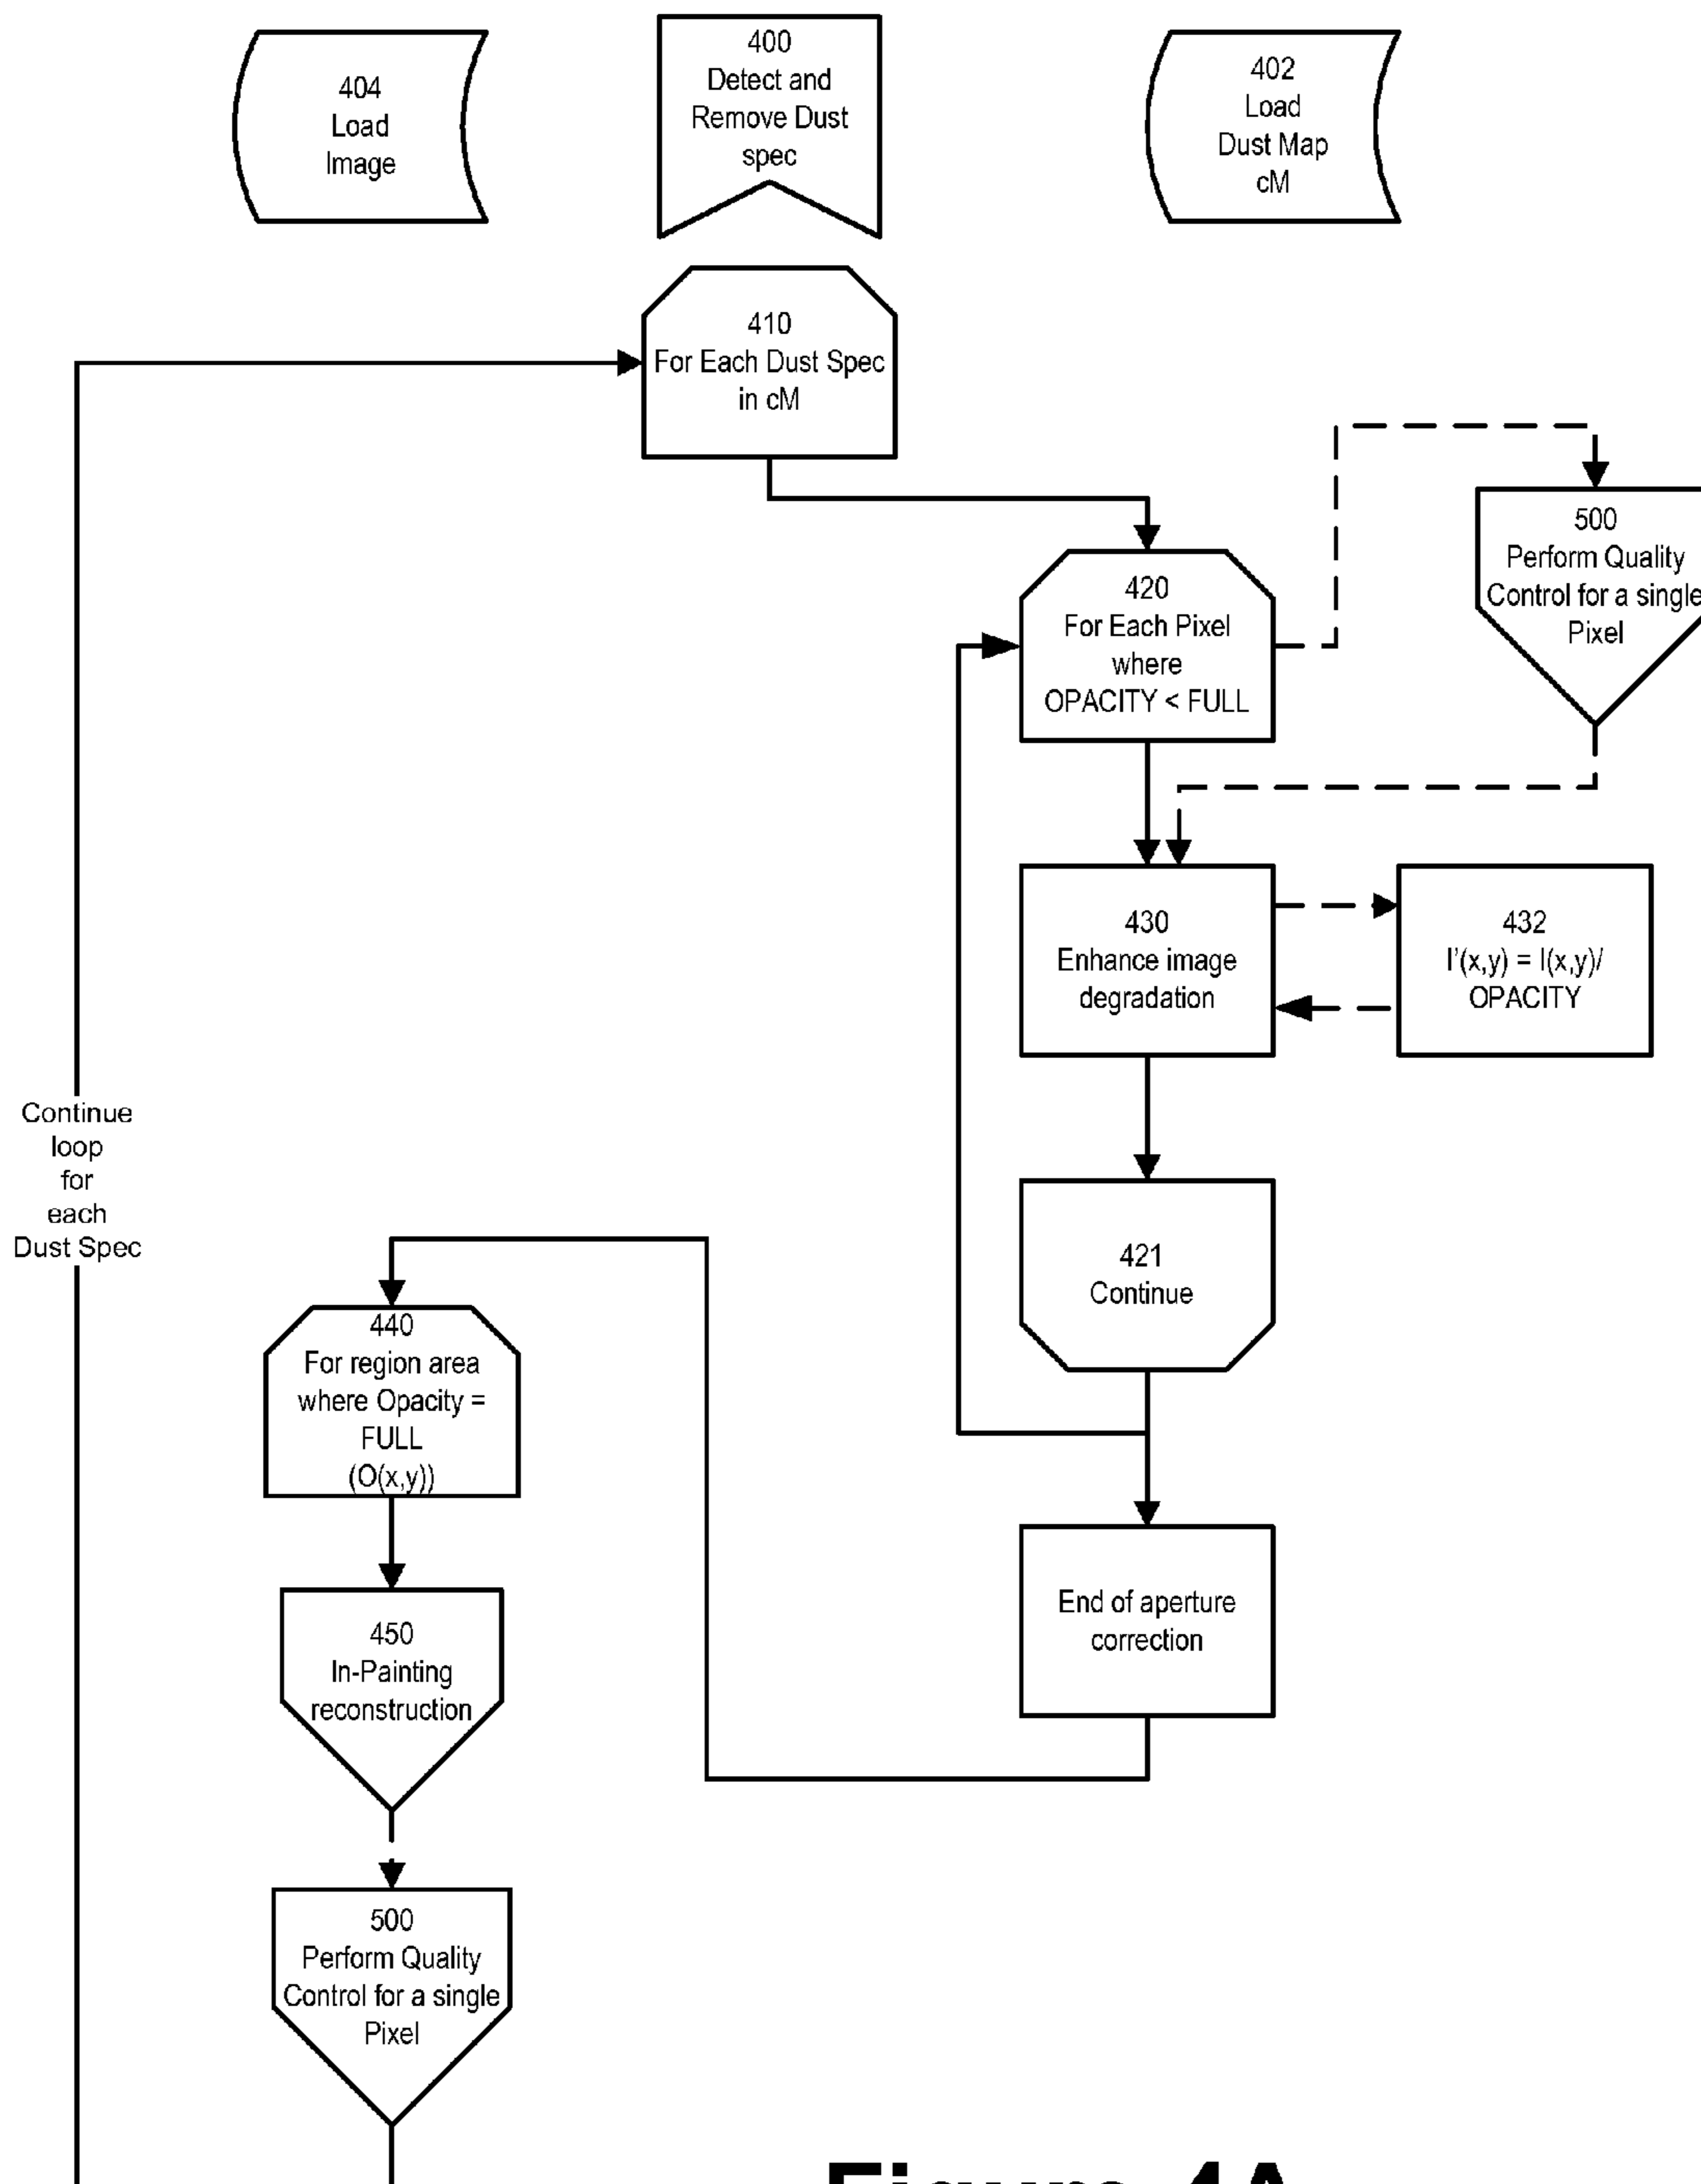 404
Load
Image
400
Detect and
Remove Dust
spec
402
Load
Dust Map
cM
410
For Each Dust Spec
in cM
500
Perform Quality
Control for a single
Pixel
420
For Each Pixel
where
OPACITY < FULL
430
Enhance image
degradation
432
I'(x,y) = I(x,y)/
OPACITY
Continue
loop
for
each
Dust Spec
421
Continue
440
For region area
where Opacity =
FULL
(O(x,y))
End of aperture
correction
450
In-Painting
reconstruction
500
Perform Quality
Control for a single
Pixel
Figure 4A